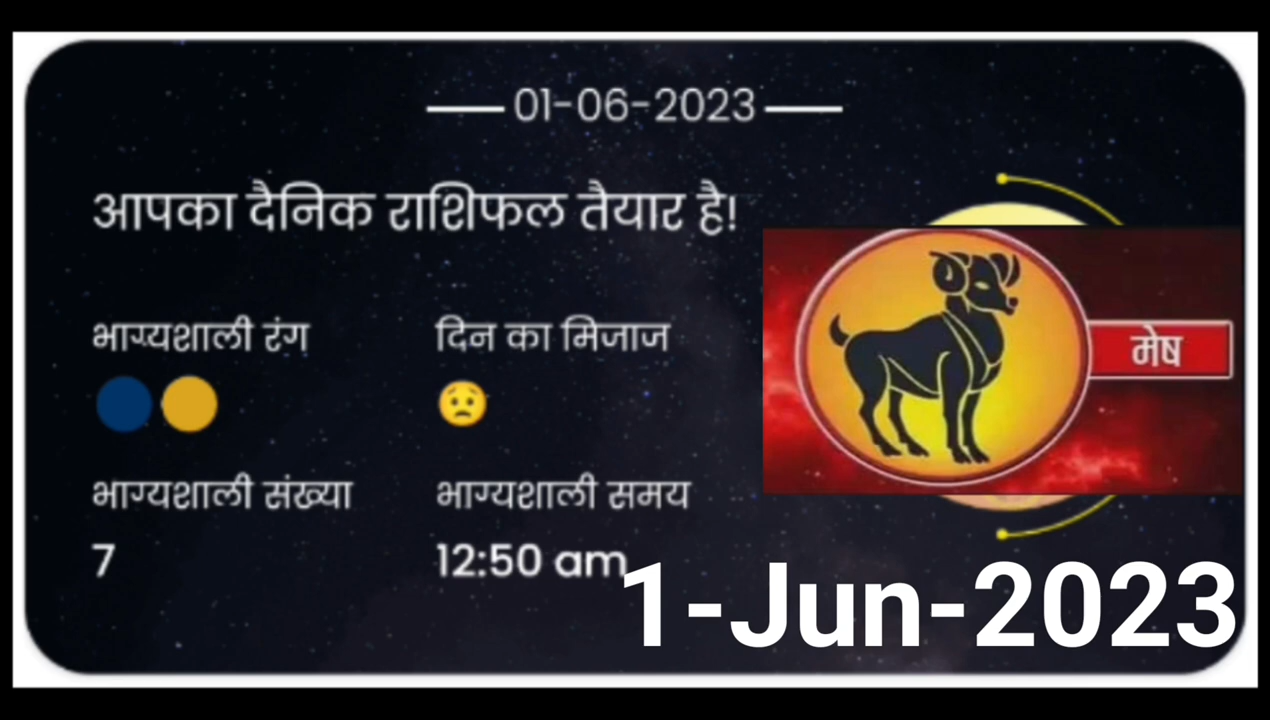 01-06-2023
आपका दैनिक राशिफल तैयार है!
भाग्यशाली रंग
दिन का मिजाज
मेष
भाग्यशाली संख्या
भाग्यशाली समय
7
12:50 am
1-Jun-2023